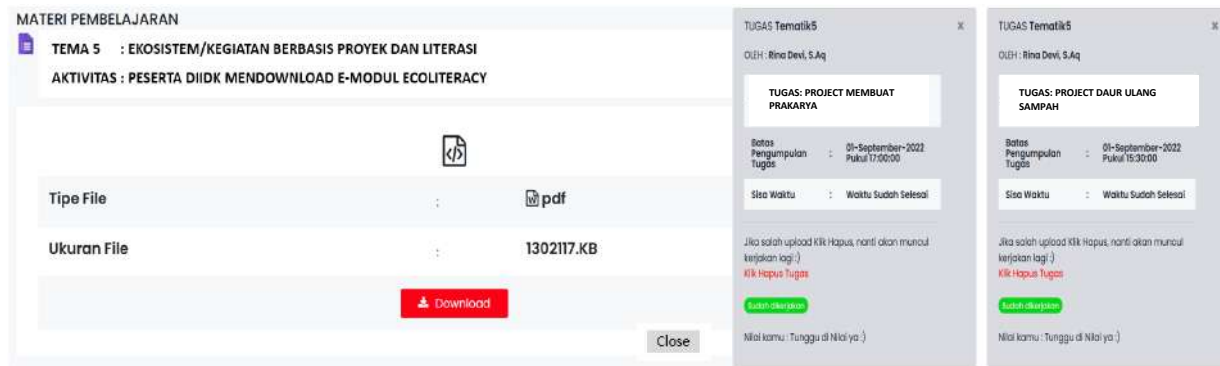 MATERI PEMBELAJARAN
TEMA 5 : EKOSISTEM/KEGIATAN BERBASIS PROYEK DAN LITERASI
AKTIVITAS : PESERTA DIIDK MENDOWNLOAD E-MODUL ECOLITERACY
Tipe File : pdf
Ukuran File : 1302117.KB
Download
Close
TUGAS Tematik5 x
OLEH : Rina Devi, S.Ag
TUGAS: PROJECT MEMBUAT
PRAKARYA
Batas
Pengumpulan : 01-September-2022
Tugas Pukul 17:00:00
Sisa Waktu : Waktu Sudah Selesai
Jika salah upload Klik Hapus, nanti akan muncul
kerjakan lagi :)
Klik Hapus Tugas
Sudah dikerjakan
Nilai kamu : Tunggu di Nilai ya :)
TUGAS Tematik5 x
OLEH : Rina Devi, S.Ag
TUGAS: PROJECT DAUR ULANG
SAMPAH
Batas
Pengumpulan : 01-September-2022
Tugas Pukul 15:30:00
Sisa Waktu : Waktu Sudah Selesai
Jika salah upload Klik Hapus, nanti akan muncul
kerjakan lagi :)
Klik Hapus Tugas
Sudah dikerjakan
Nilai kamu : Tunggu di Nilai ya :)